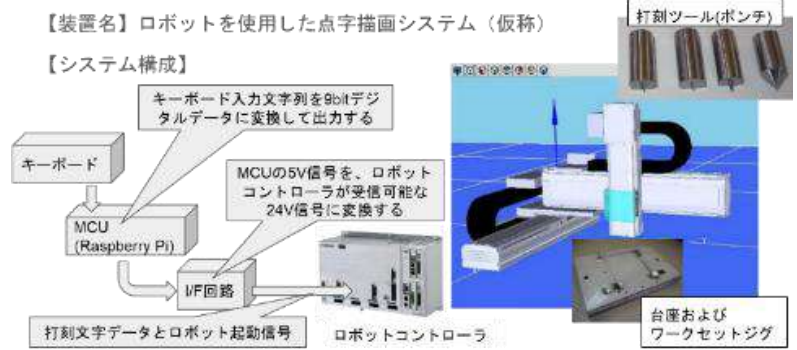 【装置名】ロボットを使用した点字描画システム（仮称）
【システム構成】
打刻ツール(ポンチ)
キーボード入力文字列を9bitデジ
タルデータに変換して出力する
キーボード
MCUの5V信号を、ロボット
コントローラが受信可能な
24V信号に変換する
MCU
(Raspberry Pi)
I/F回路
打刻文字データとロボット起動信号
ロボットコントローラ
台座および
ワークセットジグ